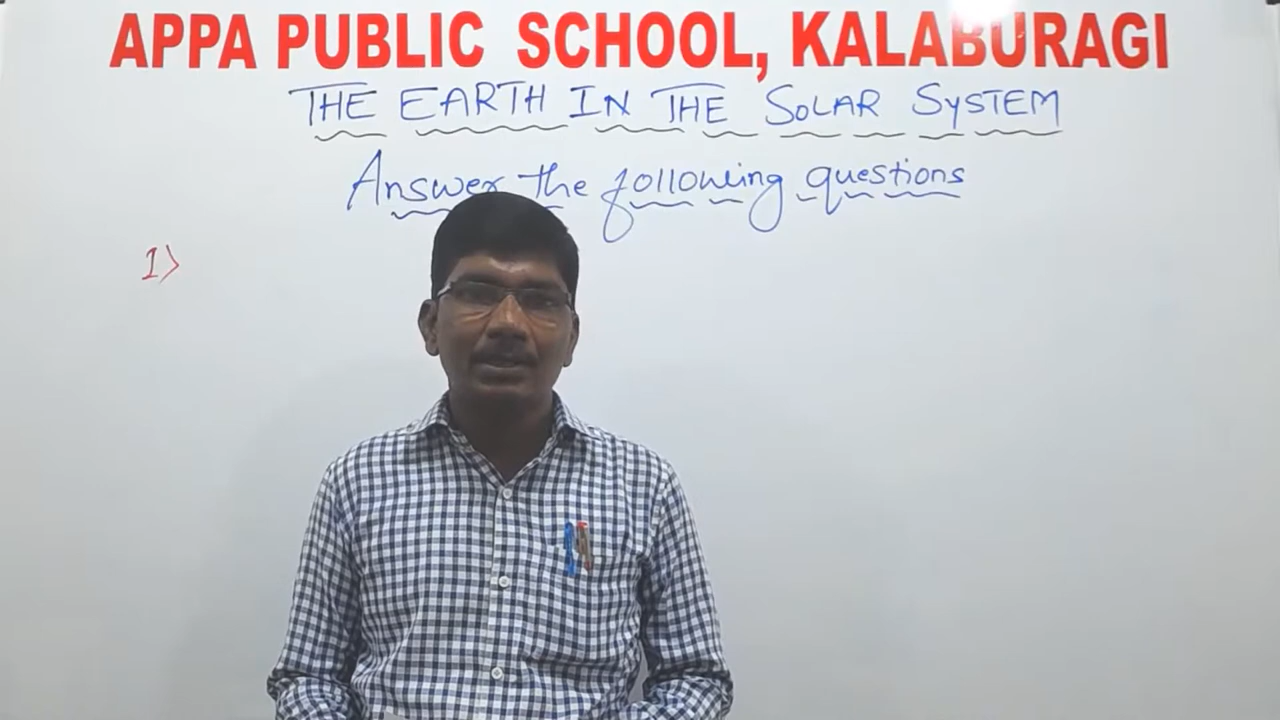 APPA PUBLIC SCHOOL, KALABURAGI
THE EARTH IN THE SOLAR SYSTEM
Answer the following questions
1>